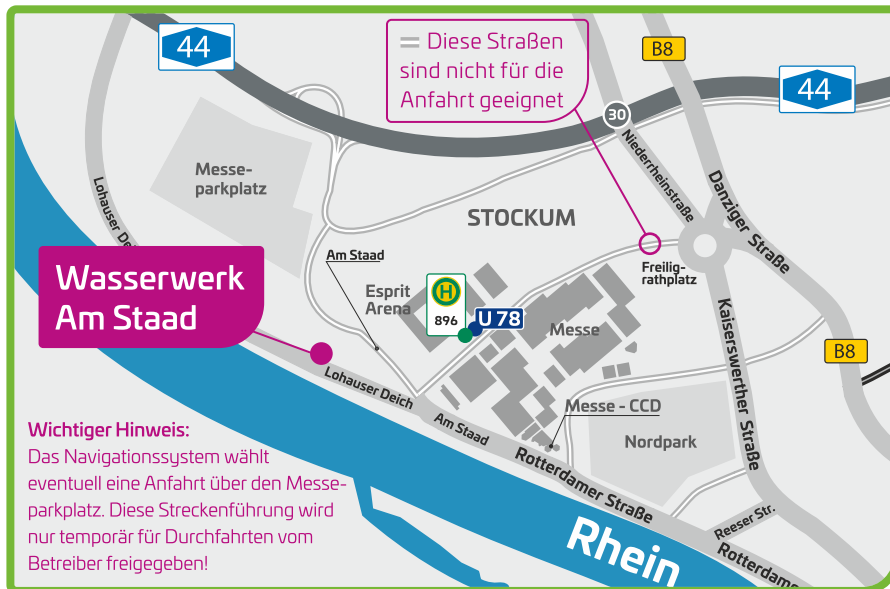 44
Diese Straßen
sind nicht für die
Anfahrt geeignet
B8
44
30
Niederrheinstraße
Danziger Straße
Messe-
parkplatz
Lohauser De
STOCKUM
Am Staad
Freilig-
rathplatz
Wasserwerk
Am Staad
Esprit
Arena
H
896
U 78
Messe
Kaiserswerther Straße
B8
Lohauser Deich
Am Staad
Messe - CCD
Nordpark
Rotterdamer Straße
Reeser Str.
Rotterdame
Rhein
Wichtiger Hinweis:
Das Navigationssystem wählt
eventuell eine Anfahrt über den Messe-
parkplatz. Diese Streckenführung wird
nur temporär für Durchfahrten vom
Betreiber freigegeben!